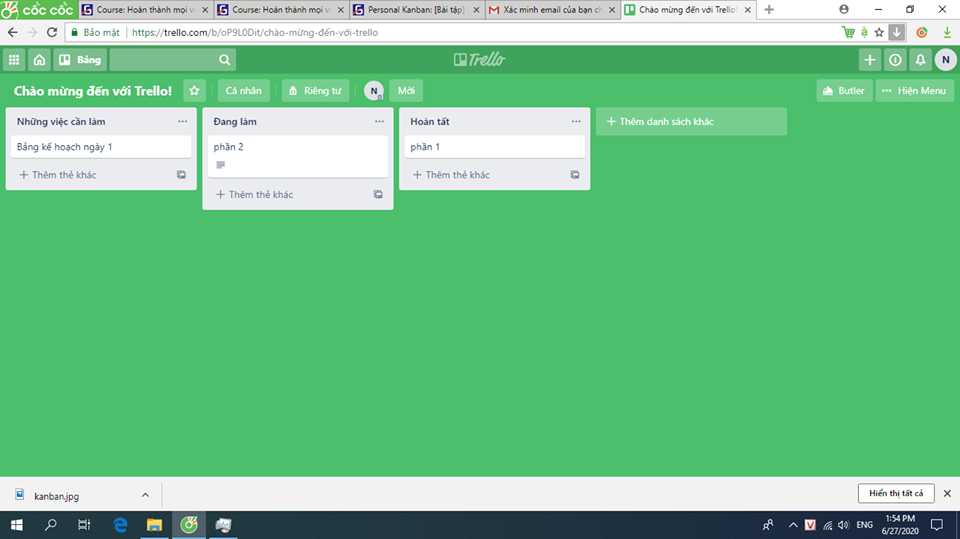 cốc cốc
Course: Hoàn thành mọi v
Course: Hoàn thành mọi v
Personal Kanban: [Bài tập]
Xác minh email của bạn ch
Chào mừng đến với Trello!
Bảo mật
https://trello.com/b/oP9L0Dit/chào-mừng-đến-với-trello
Bảng
Trello
N
Chào mừng đến với Trello!
Cá nhân
Riêng tư
N
Mời
Butler
Hiện Menu
Những việc cần làm
Bảng kế hoạch ngày 1
Thêm thẻ khác
Đang làm
phần 2
Thêm thẻ khác
Hoàn tất
phần 1
Thêm thẻ khác
Thêm danh sách khác
kanban.jpg
Hiển thị tất cả
V
ENG
1:54 PM
6/27/2020